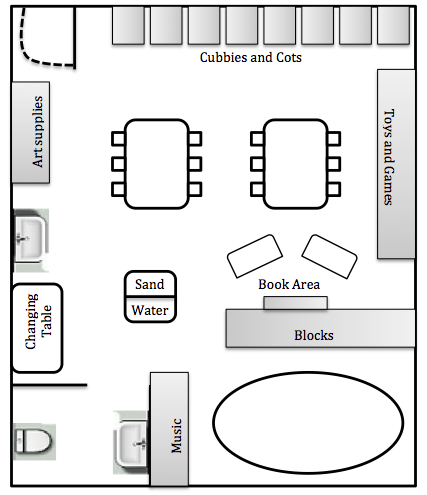 Cubbies and Cots
Art supplies
Toys and Games
Book Area
Sand
Water
Changing
Table
Blocks
Music